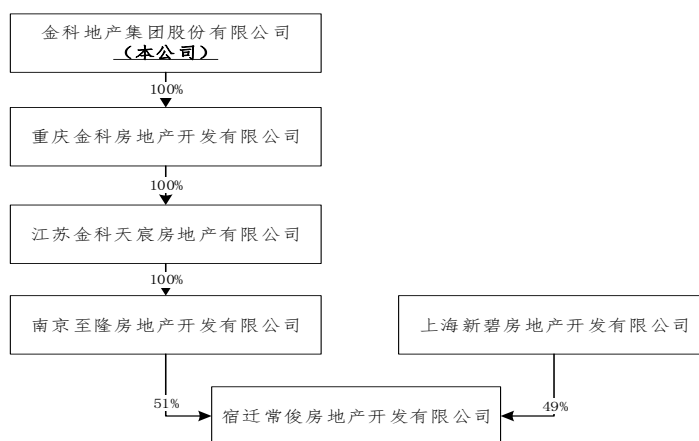 金科地产集团股份有限公司
（本公司）
100%
重庆金科房地产开发有限公司
100%
江苏金科天宸房地产有限公司
100%
南京至隆房地产开发有限公司
上海新碧房地产开发有限公司
51%
49%
宿迁常俊房地产开发有限公司